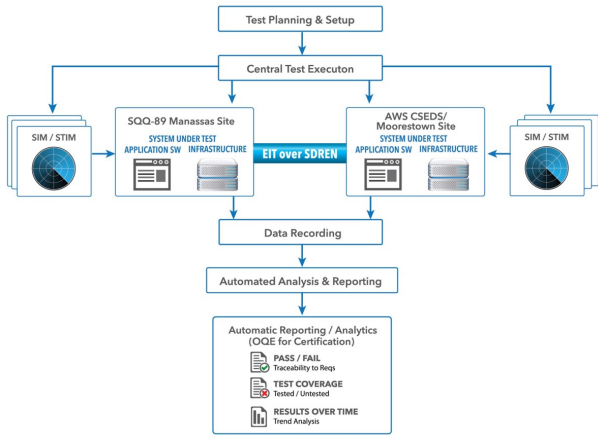 Test Planning & Setup
Central Test Executon
SIM / STIM
SQQ-89 Manassas Site
SYSTEM UNDER TEST
APPLICATION SW
INFRASTRUCTURE
EIT over SDREN
AWS CSEDS/
Moorestown Site
SYSTEM UNDER TEST
APPLICATION SW
INFRASTRUCTURE
SIM / STIM
Data Recording
Automated Analysis & Reporting
Automatic Reporting / Analytics
(OQE for Certification)
PASS / FAIL
Traceability to Reqs
TEST COVERAGE
Tested / Untested
RESULTS OVER TIME
Trend Analysis